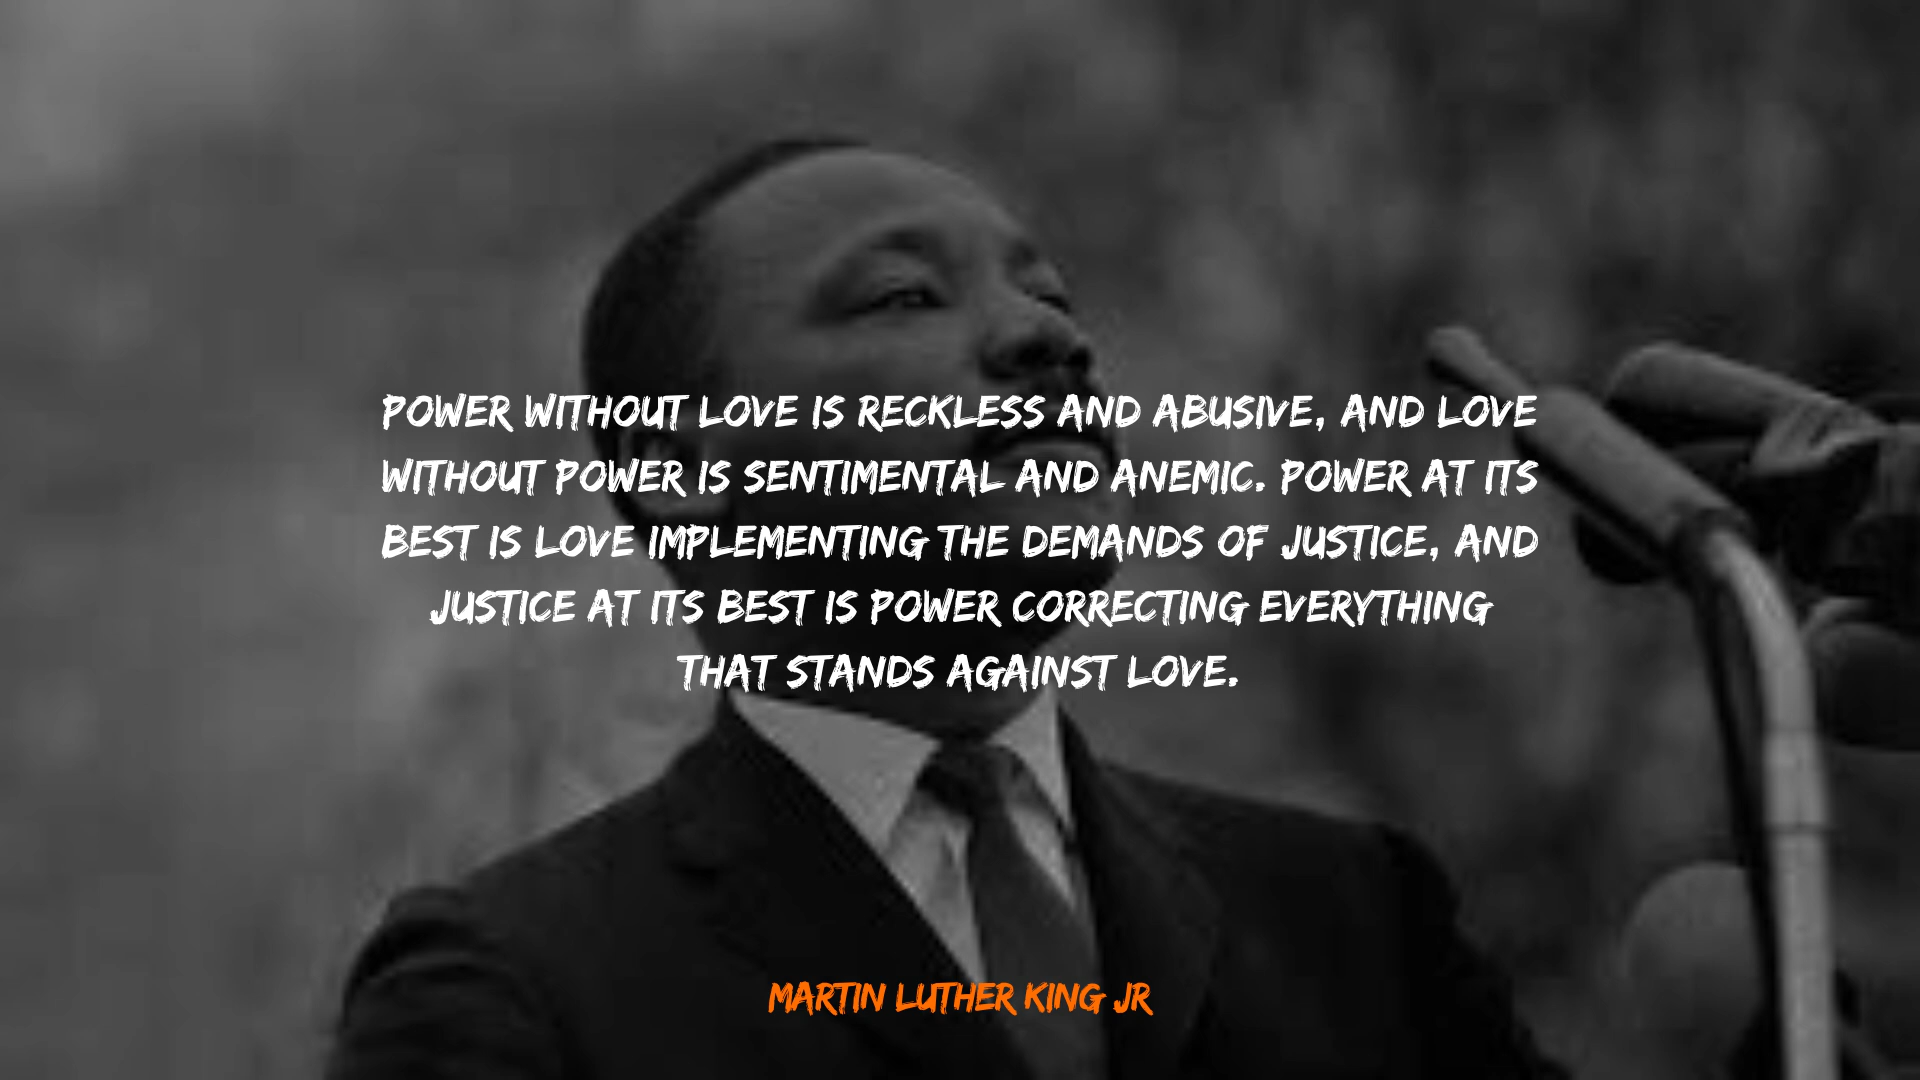 POWER WITHOUT LOVE IS RECKLESS AND ABUSIVE, AND LOVE
WITHOUT POWER IS SENTIMENTAL AND ANEMIC. POWER AT ITS
BEST IS LOVE IMPLEMENTING THE DEMANDS OF JUSTICE, AND
JUSTICE AT ITS BEST IS POWER CORRECTING EVERYTHING
THAT STANDS AGAINST LOVE.
MARTIN LUTHER KING JR